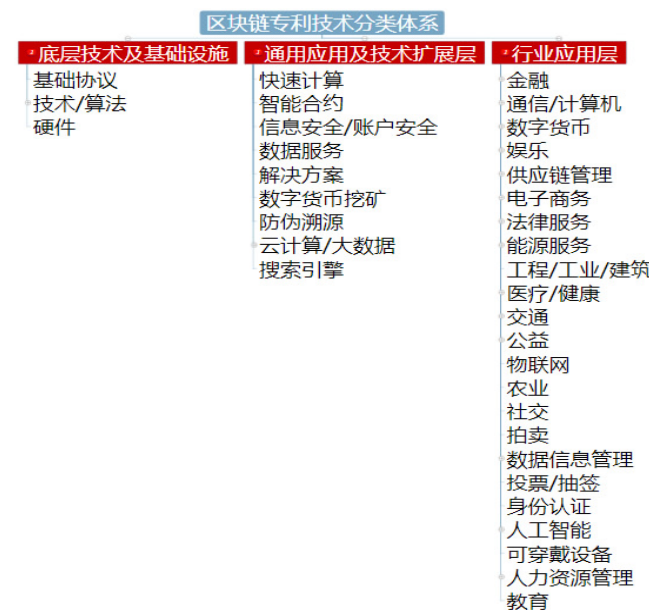 区块链专利技术分类体系
底层技术及基础设施
基础协议
技术/算法
硬件
通用应用及技术扩展层
快速计算
智能合约
信息安全/账户安全
数据服务
解决方案
数字货币挖矿
防伪溯源
云计算/大数据
搜索引擎
行业应用层
金融
通信/计算机
数字货币
娱乐
供应链管理
电子商务
法律服务
能源服务
工程/工业/建筑
医疗/健康
交通
公益
物联网
农业
社交
拍卖
数据信息管理
投票/抽签
身份认证
人工智能
可穿戴设备
人力资源管理
教育